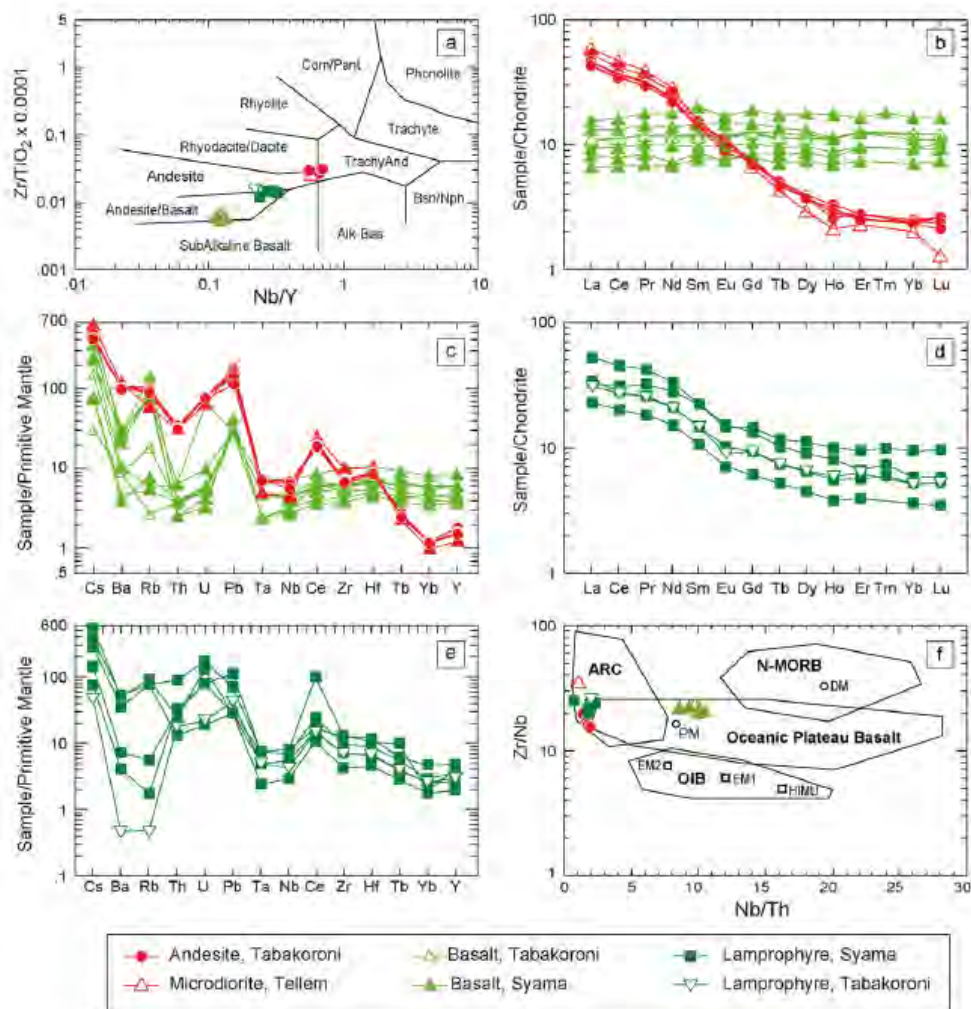 a
Zr/TiO2 x 0.0001
5
1
0.1
0.01
.001
0.1
1
10
Nb/Y
Com/Pant
Phonolite
Rhyolite
Trachyte
Rhyodacite/Dacite
TrachyAnd
Andesite
Bsn/Nph
Andesite/Basalt
SubAlkaline Basalt
Alk-Bas
b
Sample/Chondrite
100
10
1
La Ce Pr Nd Sm Eu Gd Tb Dy Ho Er Tm Yb Lu
c
Sample/Primitive Mantle
700
100
10
1
.5
Cs Ba Rb Th U Pb Ta Nb Ce Zr Hf Tb Yb Y
d
Sample/Chondrite
100
10
1
La Ce Pr Nd Sm Eu Gd Tb Dy Ho Er Tm Yb Lu
e
Sample/Primitive Mantle
600
100
10
1
.1
Cs Ba Rb Th U Pb Ta Nb Ce Zr Hf Tb Yb Y
f
Zr/Nb
100
10
1
ARC
N-MORB
DM
PM
Oceanic Plateau Basalt
EM2
OIB
EM1
HIMU
0 5 10 15 20 25 30
Nb/Th
Andesite, Tabakoroni
Basalt, Tabakoroni
Lamprophyre, Syama
Microdiorite, Tellem
Basalt, Syama
Lamprophyre, Tabakoroni